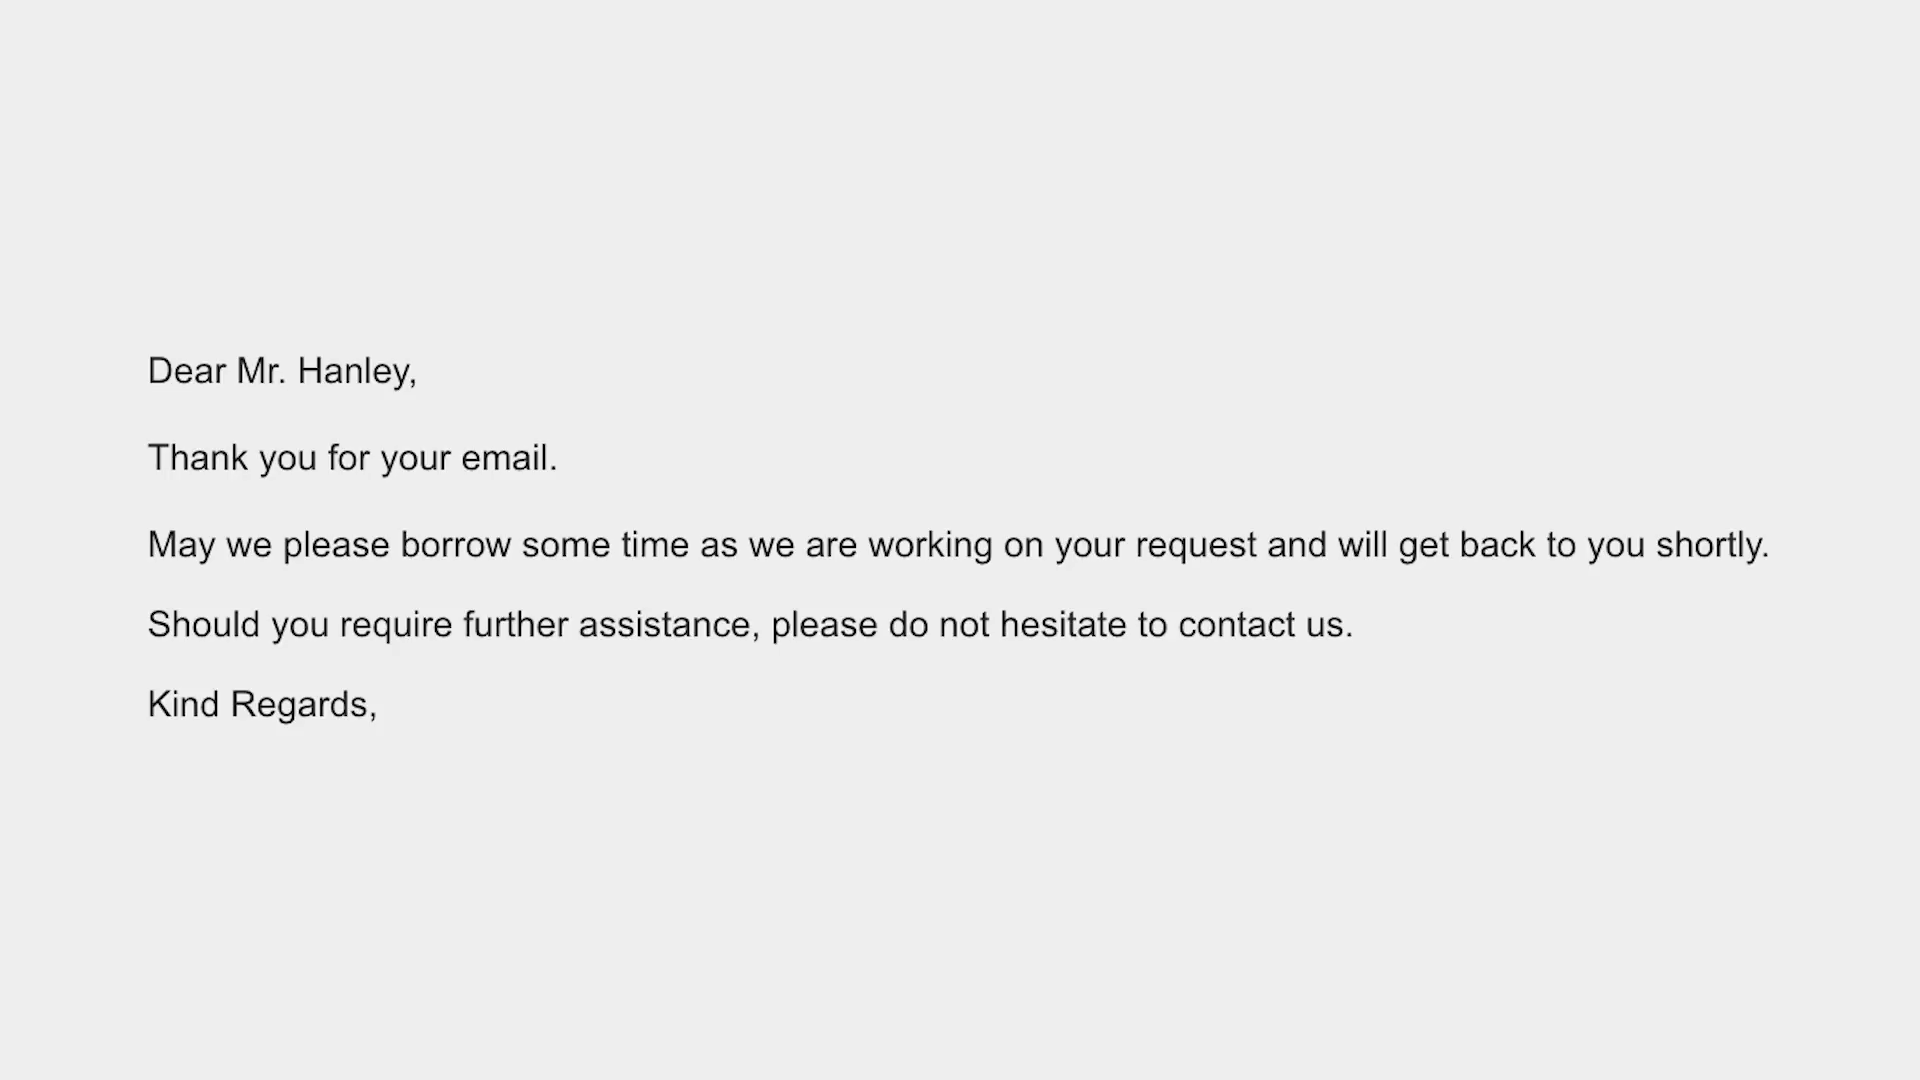 Dear Mr. Hanley,
Thank you for your email.
May we please borrow some time as we are working on your request and will get back to you shortly.
Should you require further assistance, please do not hesitate to contact us.
Kind Regards,